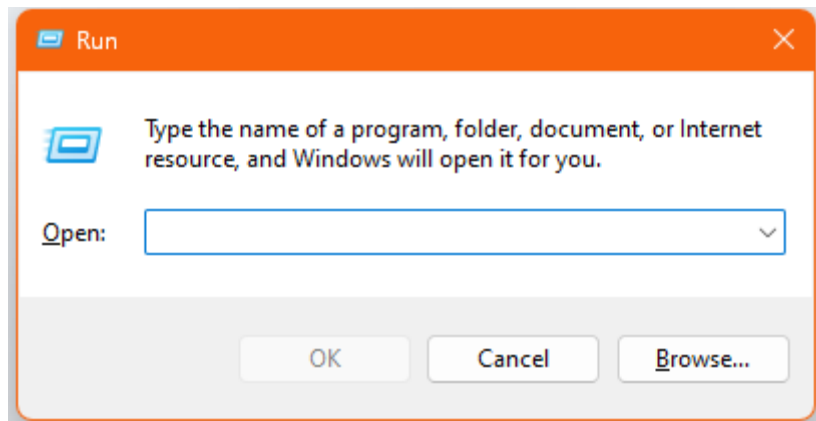 Run
Type the name of a program, folder, document, or Internet
resource, and Windows will open it for you.
Open:
OK Cancel Browse...